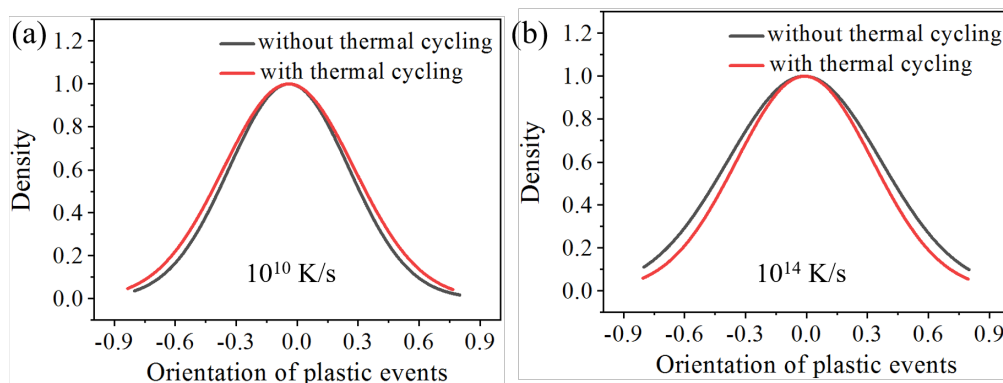 (a)
without thermal cycling
with thermal cycling
1.2
1.0
0.8
0.6
0.4
0.2
0.0
Density
10¹⁰ K/s
-0.9 -0.6 -0.3 0.0 0.3 0.6 0.9
Orientation of plastic events
(b)
without thermal cycling
with thermal cycling
1.2
1.0
0.8
0.6
0.4
0.2
0.0
Density
10¹⁴ K/s
-0.9 -0.6 -0.3 0.0 0.3 0.6 0.9
Orientation of plastic events